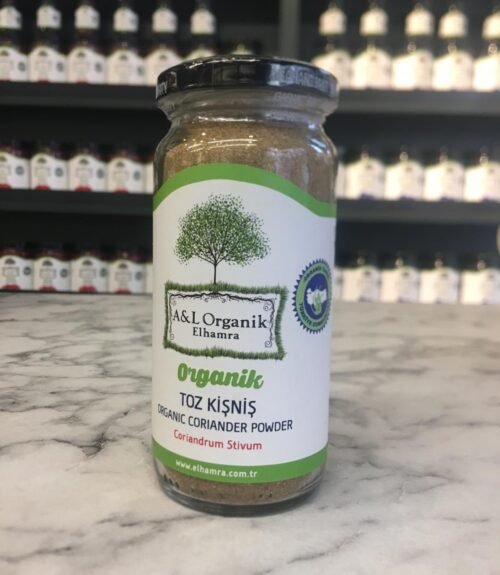 A&L Organik
Elhamra
Organik
TOZ KİŞNİŞ
ORGANIC CORIANDER POWDER
Coriandrum Stivum
www.elhamra.com.tr